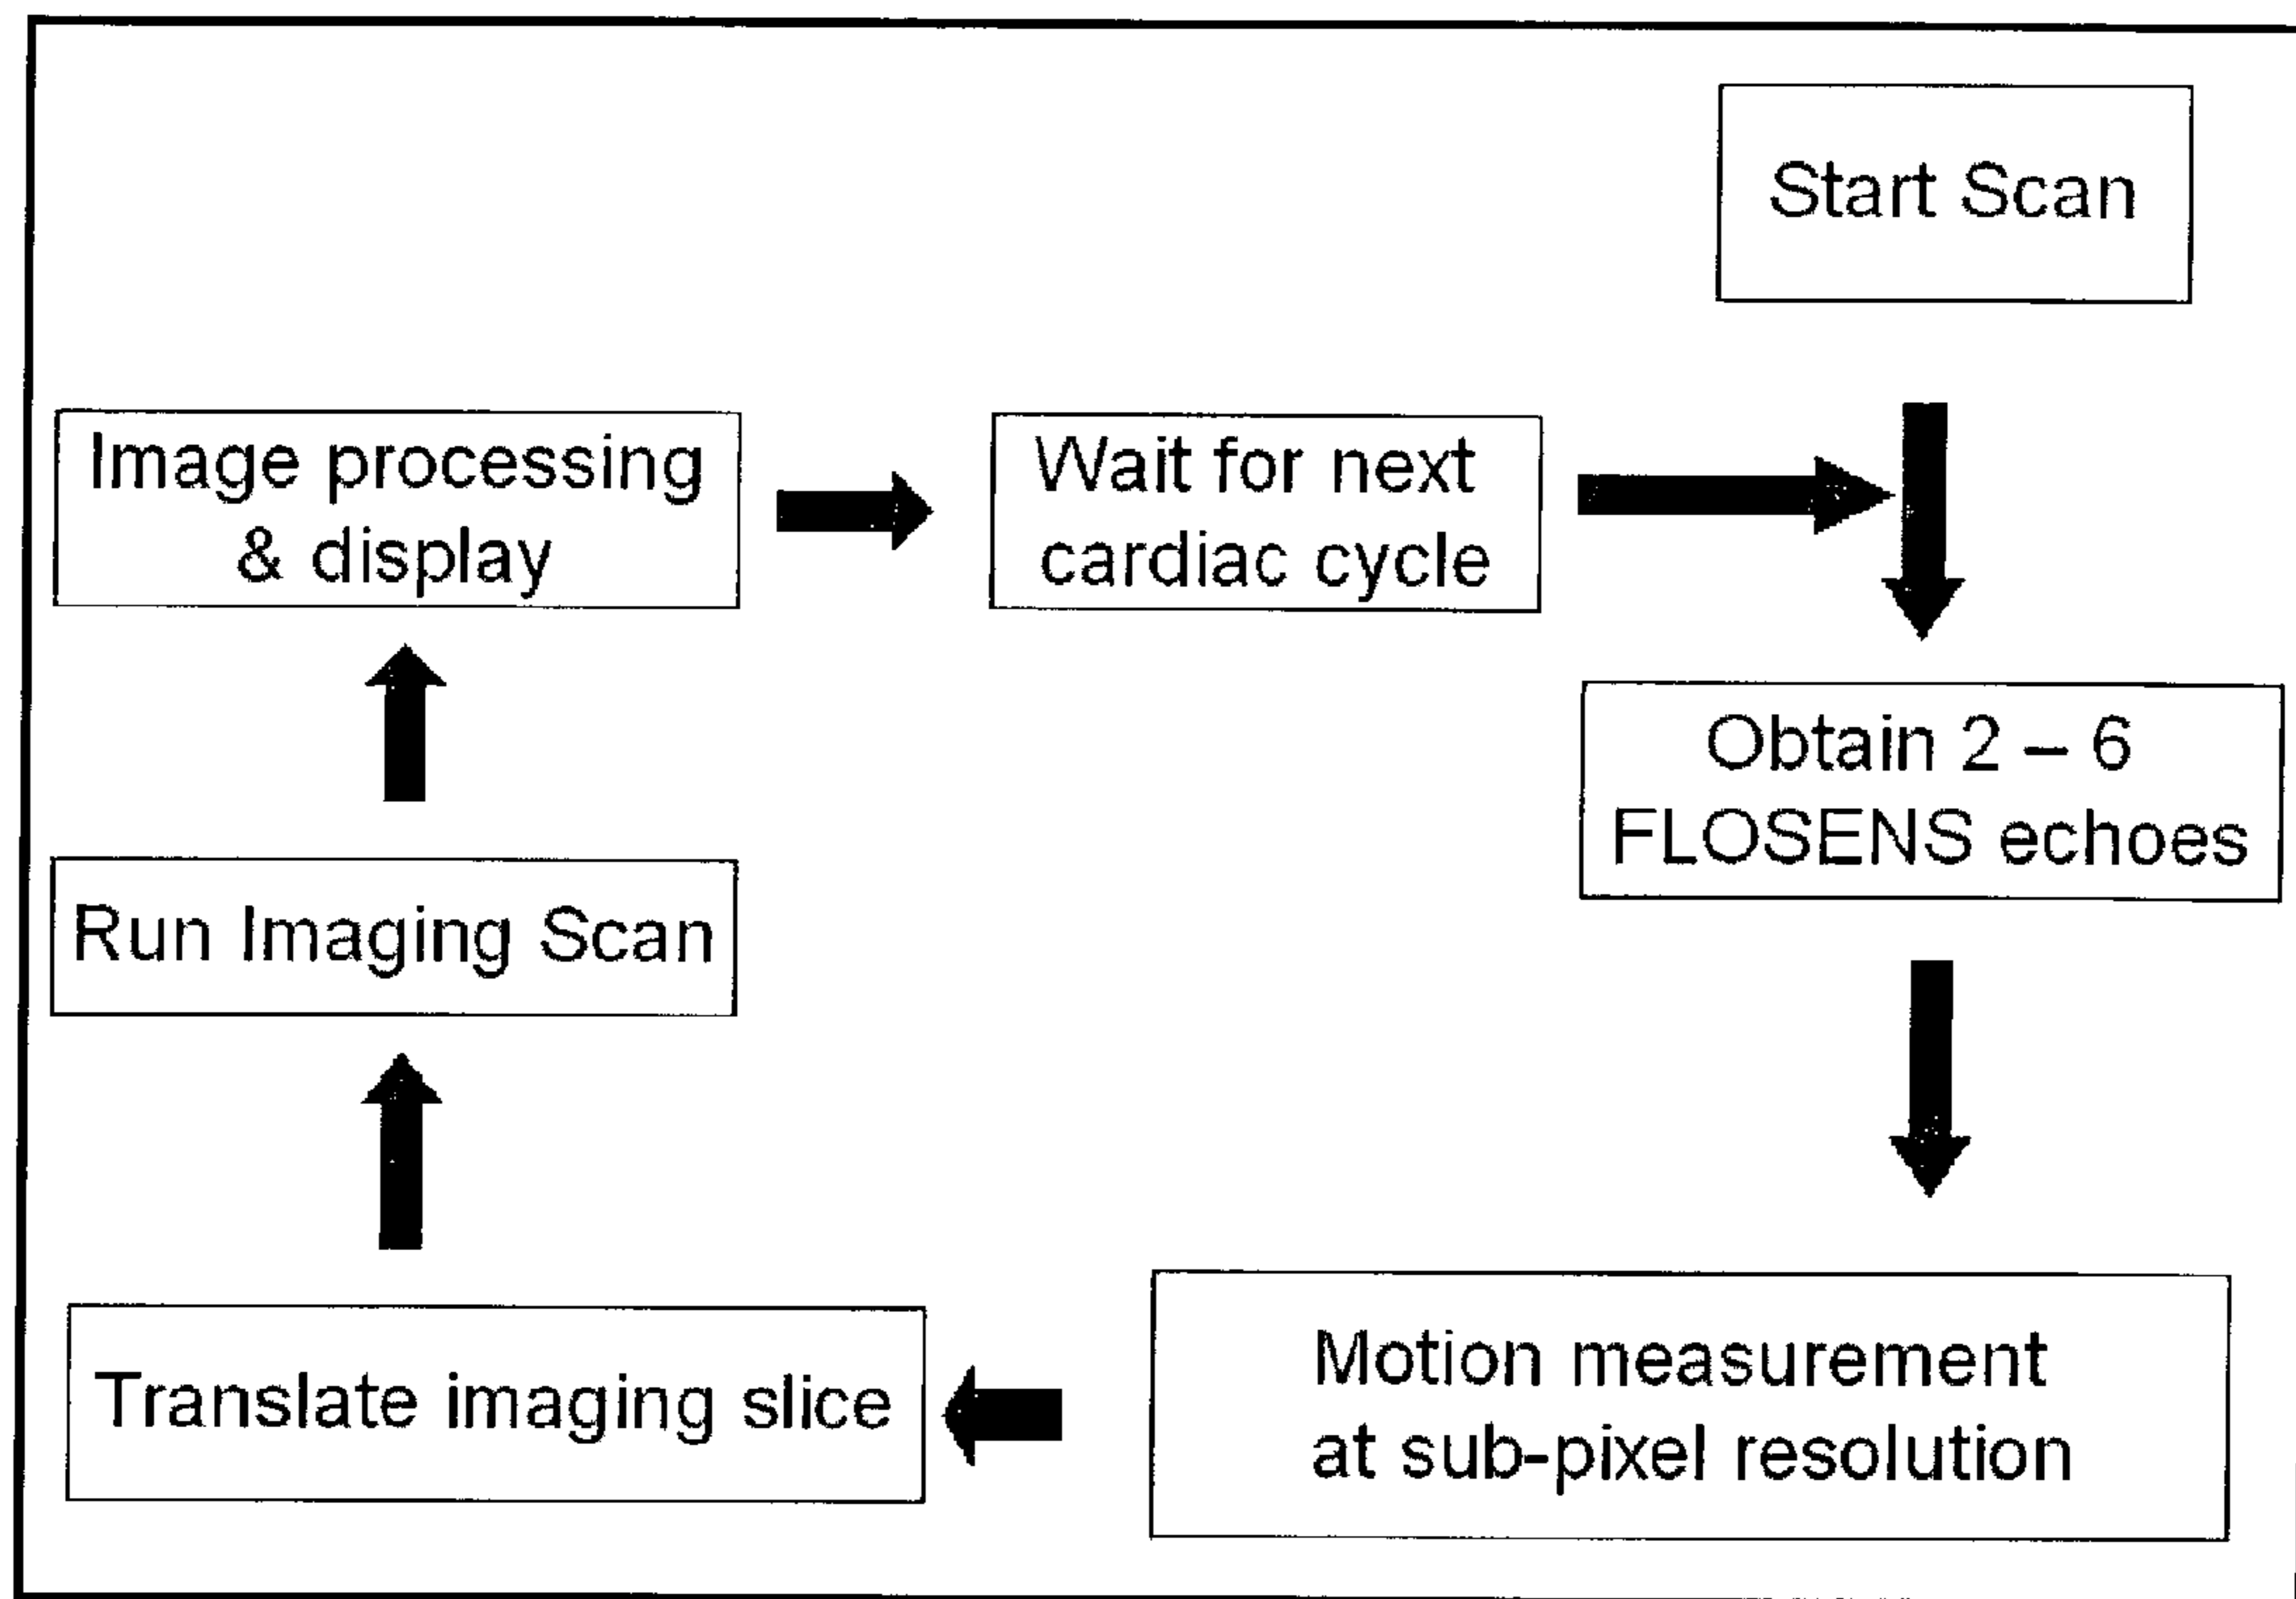 Start Scan
Image processing
& display
Wait for next
cardiac cycle
Obtain 2 – 6
FLOSENS echoes
Run Imaging Scan
Motion measurement
at sub-pixel resolution
Translate imaging slice